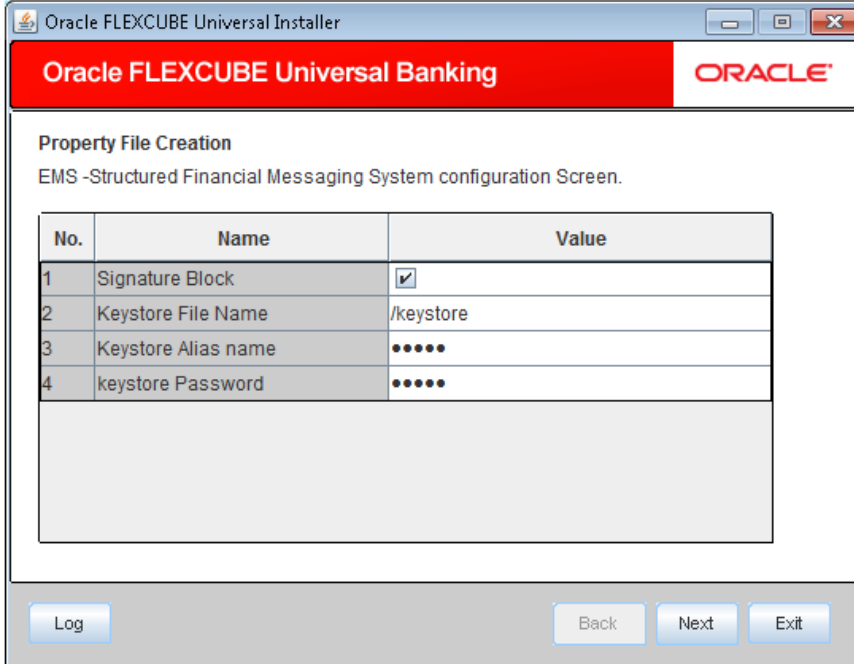 Oracle FLEXCUBE Universal Installer
Oracle FLEXCUBE Universal Banking ORACLE
Property File Creation
EMS -Structured Financial Messaging System configuration Screen.
No. Name Value
1 Signature Block
2 Keystore File Name /keystore
3 Keystore Alias name •••••
4 keystore Password •••••
Log Back Next Exit